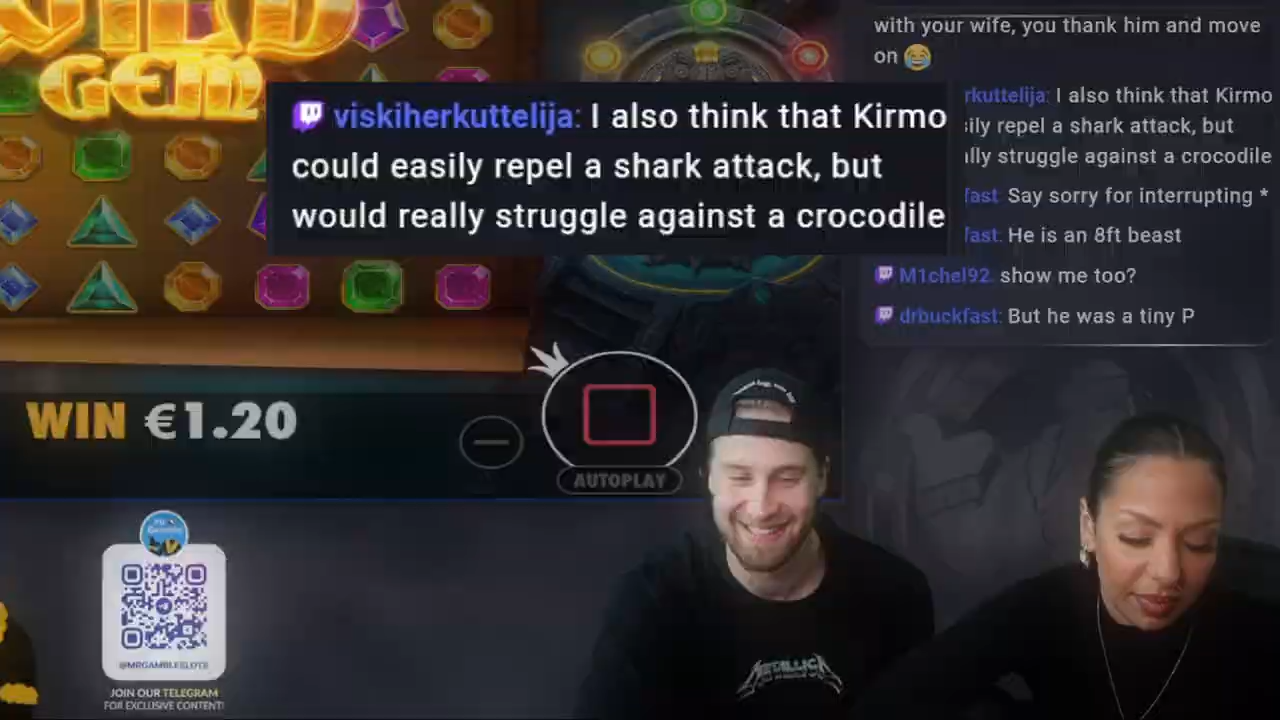 WILD
GEM
with your wife, you thank him and move
on 😂
viskiherkuttelija: I also think that Kirmo
could easily repel a shark attack, but
would really struggle against a crocodile
rkuttelija: I also think that Kirmo
ily repel a shark attack, but
lly struggle against a crocodile
fast: Say sorry for interrupting *
fast: He is an 8ft beast
M1chel92: show me too?
drbuckfast: But he was a tiny P
WIN €1.20
AUTOPLAY
METALLICA
@MRGAMBLESLOTS
JOIN OUR TELEGRAM
FOR EXCLUSIVE CONTENT!